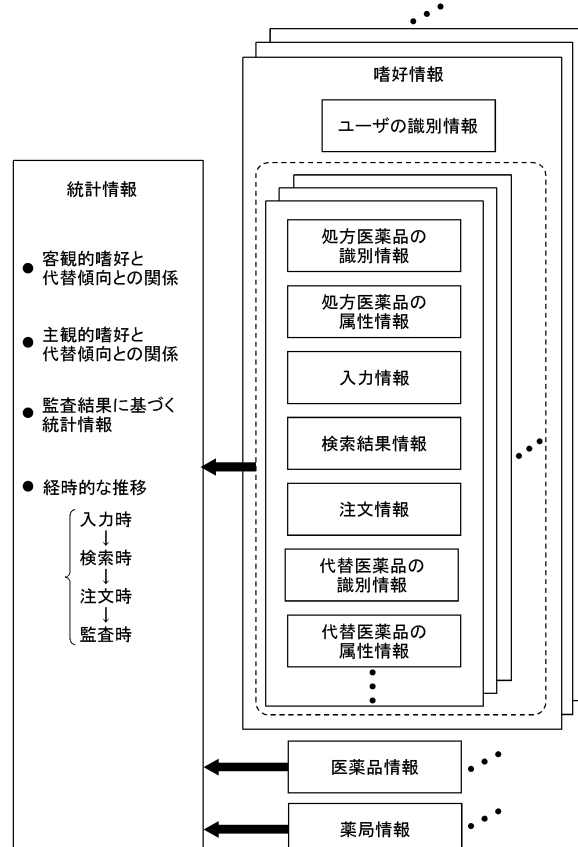 嗜好情報
ユーザの識別情報
処方医薬品の
識別情報
処方医薬品の
属性情報
入力情報
検索結果情報
注文情報
代替医薬品の
識別情報
代替医薬品の
属性情報
医薬品情報
薬局情報
統計情報
● 客観的嗜好と
代替傾向との関係
● 主観的嗜好と
代替傾向との関係
● 監査結果に基づく
統計情報
● 経時的な推移
入力時
↓
検索時
↓
注文時
↓
監査時